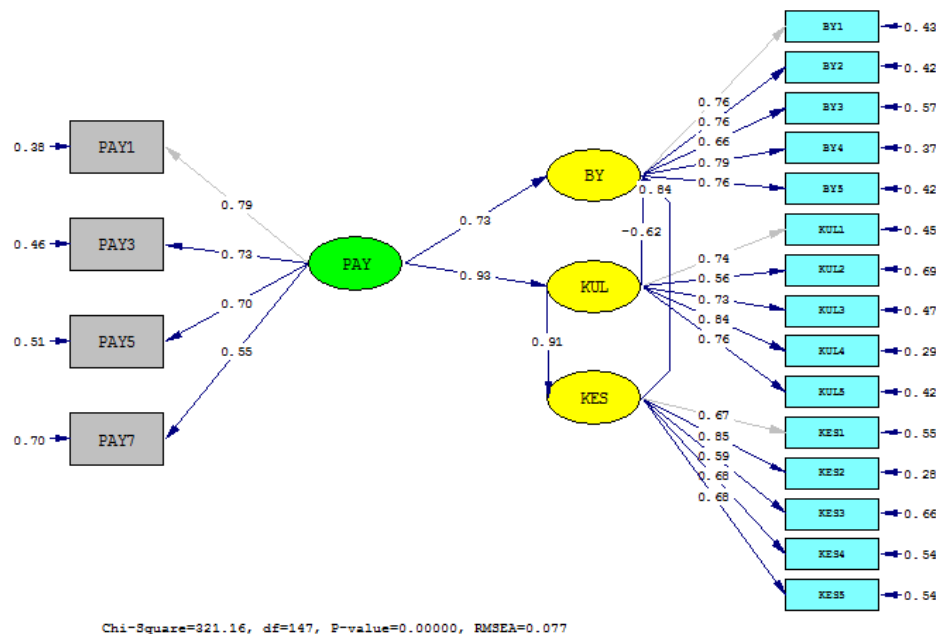 BY1
0.43
BY2
0.42
0.76
0.76
BY3
0.57
0.66
0.38
PAY1
BY4
0.37
0.79
BY
0.76
BY5
0.42
0.84
0.79
0.73
KUL1
0.45
-0.62
0.46
PAY3
0.73
PAY
0.74
KUL2
0.69
0.93
KUL
0.56
0.73
KUL3
0.47
0.70
0.84
0.51
PAY5
0.91
0.76
KUL4
0.29
0.55
KUL5
0.42
KES
0.67
KES1
0.55
0.70
PAY7
0.85
0.59
KES2
0.28
0.68
0.68
KES3
0.66
KES4
0.54
KES5
0.54
Chi-Square=321.16, df=147, P-value=0.00000, RMSEA=0.077